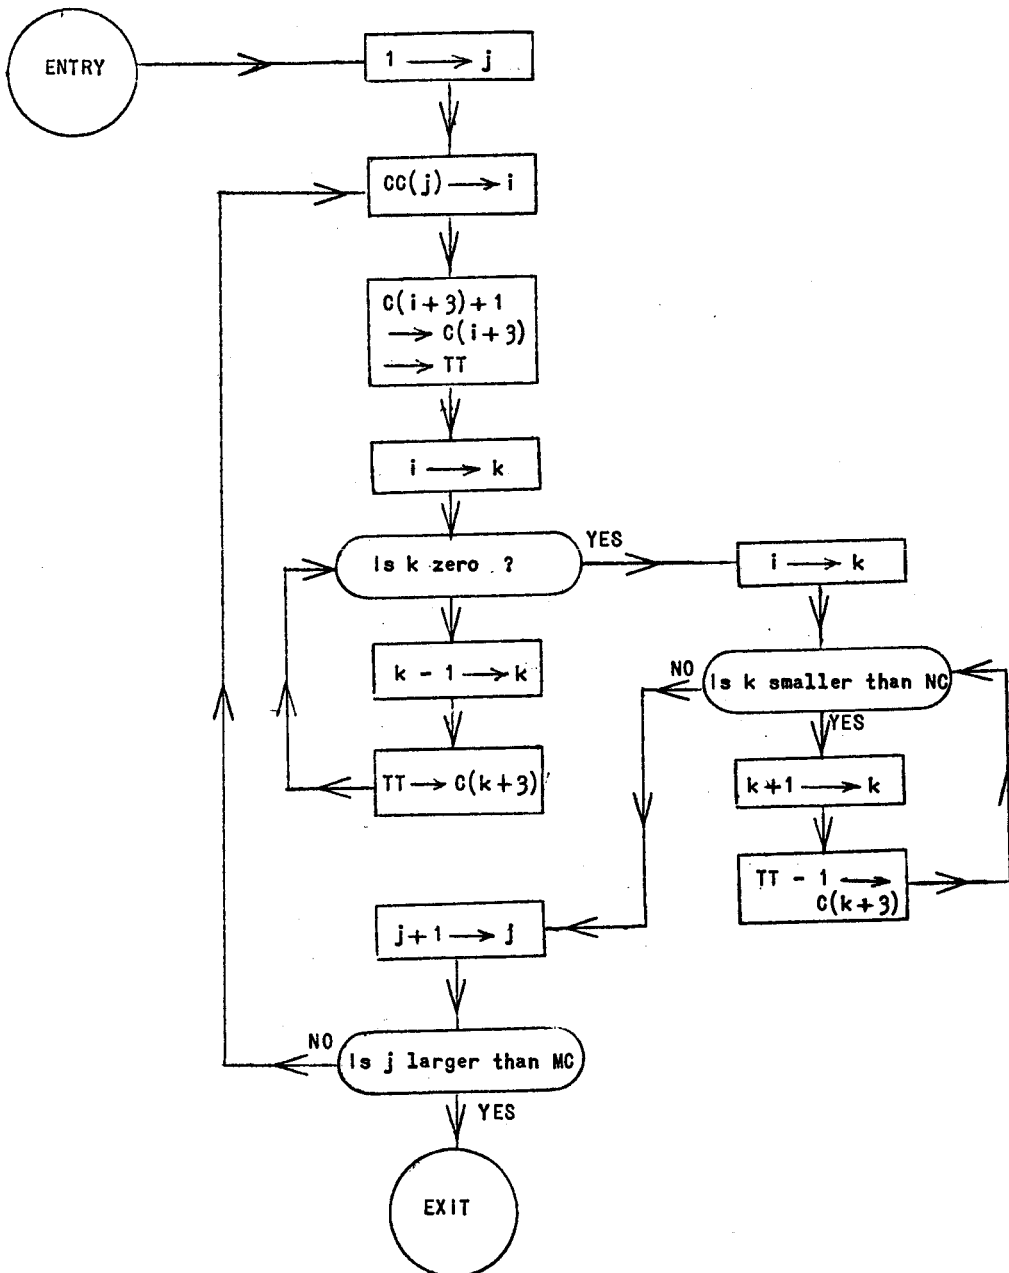 ENTRY
1 ⟶ j
CC(j) ⟶ i
C(i+3)+1
⟶ C(i+3)
⟶ TT
i ⟶ k
Is k zero ?
YES
i ⟶ k
k - 1 ⟶ k
NO
Is k smaller than NC
YES
TT ⟶ C(k+3)
k+1 ⟶ k
TT - 1 ⟶
C(k+3)
j+1 ⟶ j
NO
Is j larger than MC
YES
EXIT